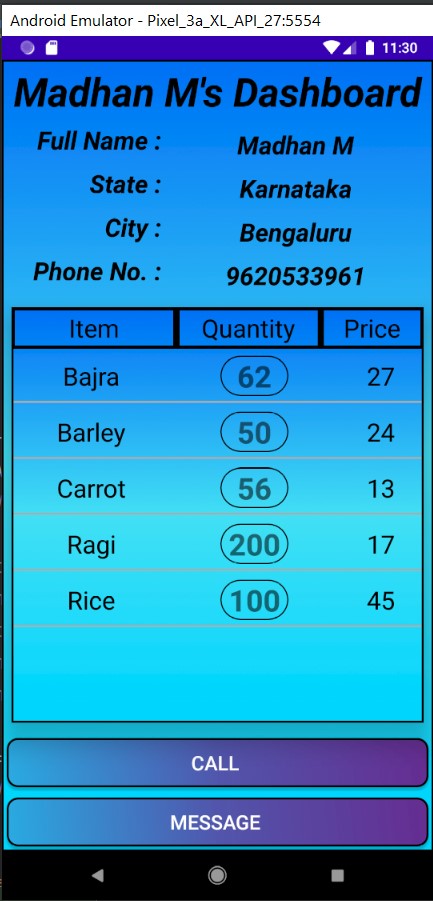 Android Emulator - Pixel_3a_XL_API_27:5554
11:30
Madhan M's Dashboard
Full Name : Madhan M
State : Karnataka
City : Bengaluru
Phone No. : 9620533961
Item Quantity Price
Bajra 62 27
Barley 50 24
Carrot 56 13
Ragi 200 17
Rice 100 45
CALL
MESSAGE